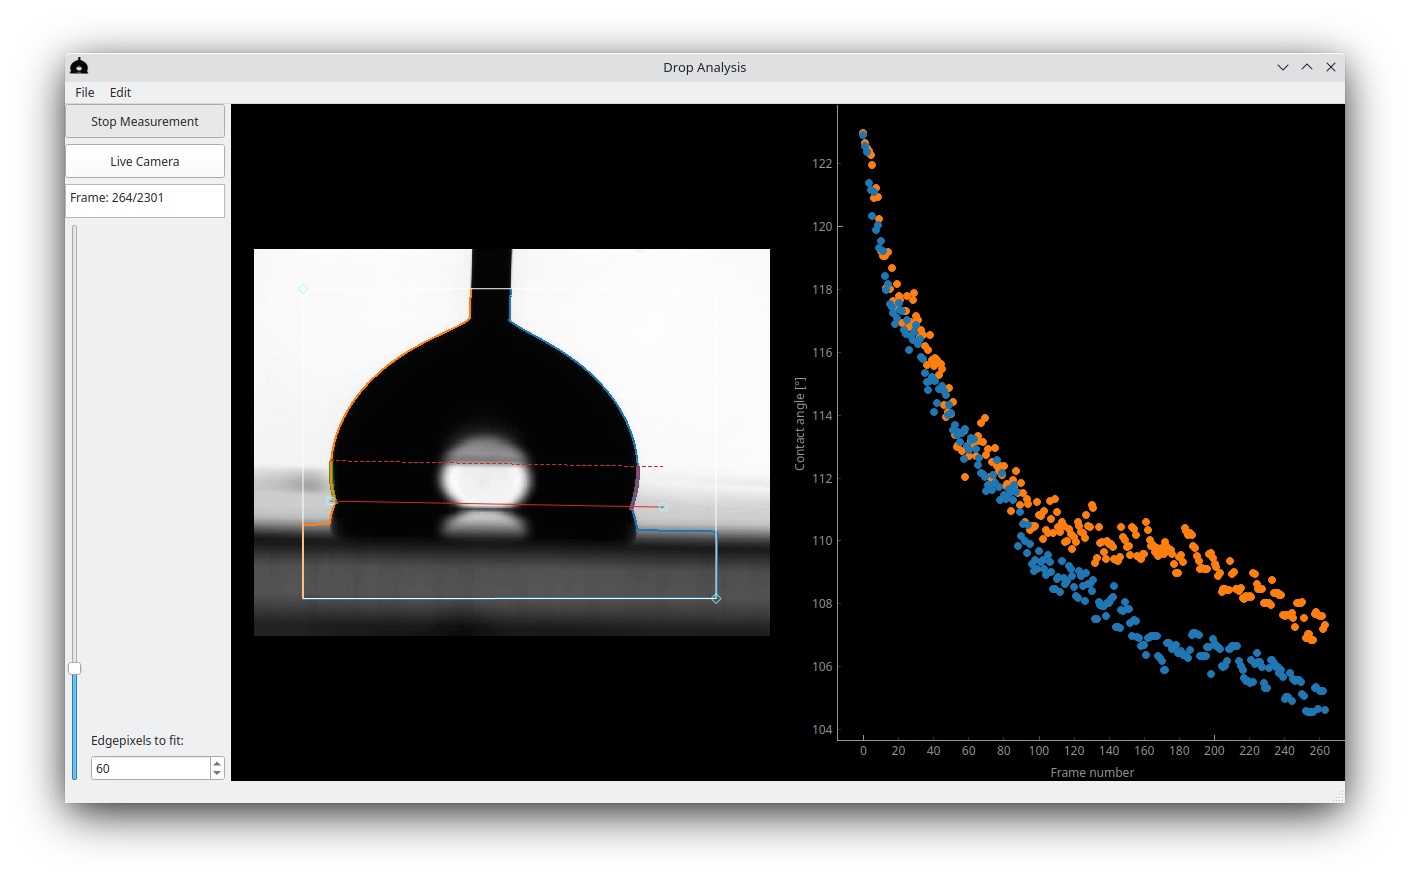 Drop Analysis
File Edit
Stop Measurement
Live Camera
Frame: 264/2301
Edgepixels to fit:
60
Contact angle [°]
122
120
118
116
114
112
110
108
106
104
0 20 40 60 80 100 120 140 160 180 200 220 240 260
Frame number